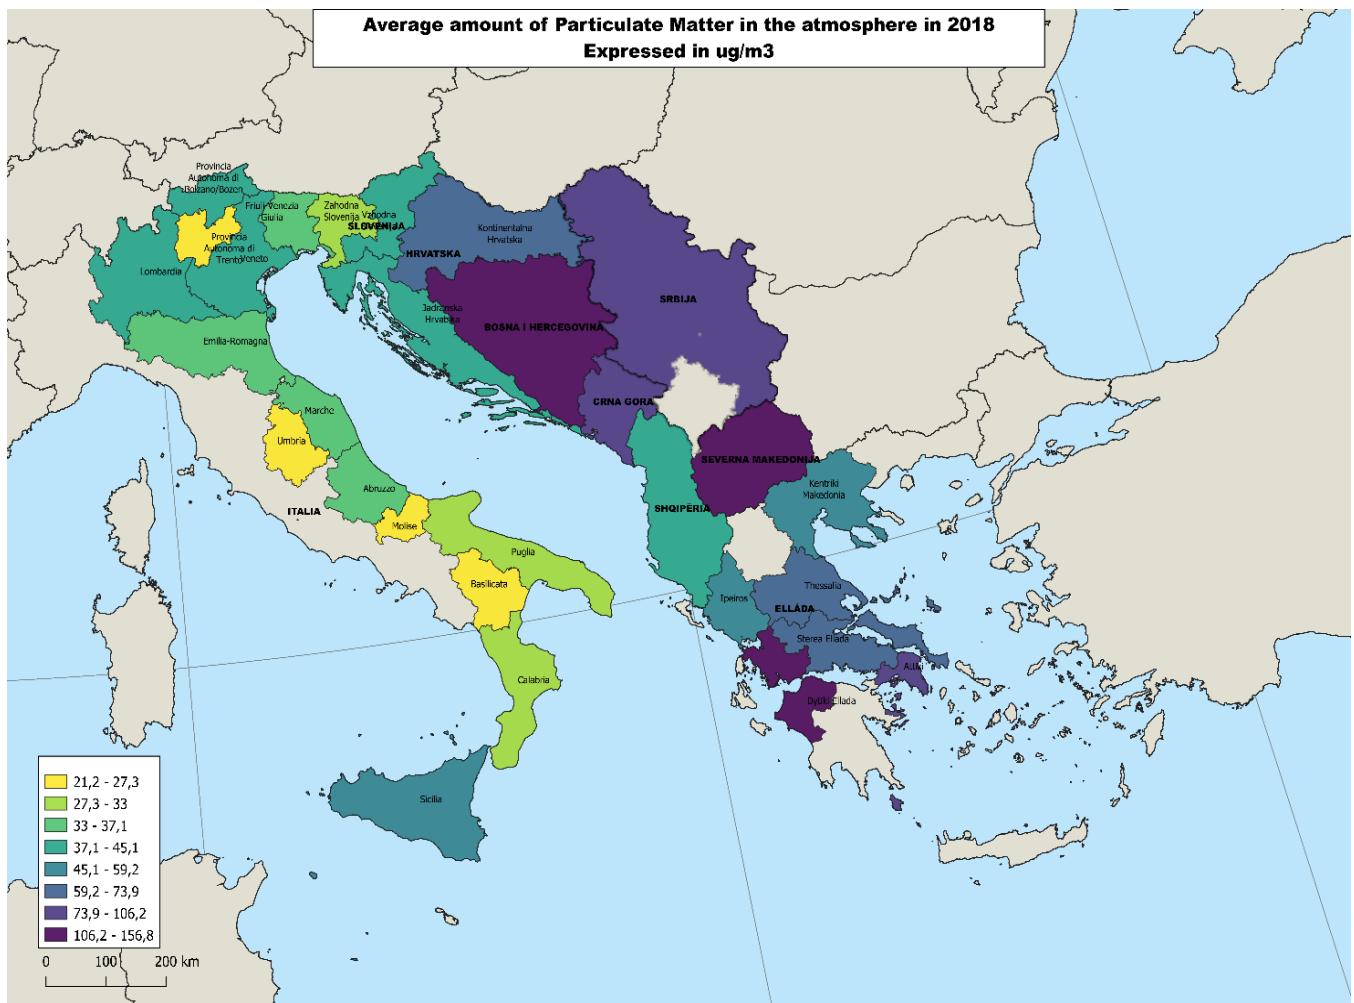 Average amount of Particulate Matter in the atmosphere in 2018
Expressed in ug/m3
Provincia
Autonoma di
Bolzano/Bozen
Friuli-Venezia
Giulia
Zahodna
Slovenija
Vzhodna
SLOVENIJA
Provincia
Autonoma di
Trento
Veneto
Lombardia
Kontinentalna
Hrvatska
HRVATSKA
Jadranska
Hrvatska
SRBIJA
BOSNA I HERCEGOVINA
Emilia-Romagna
CRNA GORA
Marche
Umbria
SEVERNA MAKEDONIJA
Kentriki
Makedonia
Abruzzo
ITALIA
SHQIPËRIA
Molise
Puglia
Basilicata
Thessalia
Ipeiros
ELLÁDA
Sterea Ellada
Attiki
Calabria
Dytiki Ellada
Sicilia
21,2 - 27,3
27,3 - 33
33 - 37,1
37,1 - 45,1
45,1 - 59,2
59,2 - 73,9
73,9 - 106,2
106,2 - 156,8
0 100 200 km